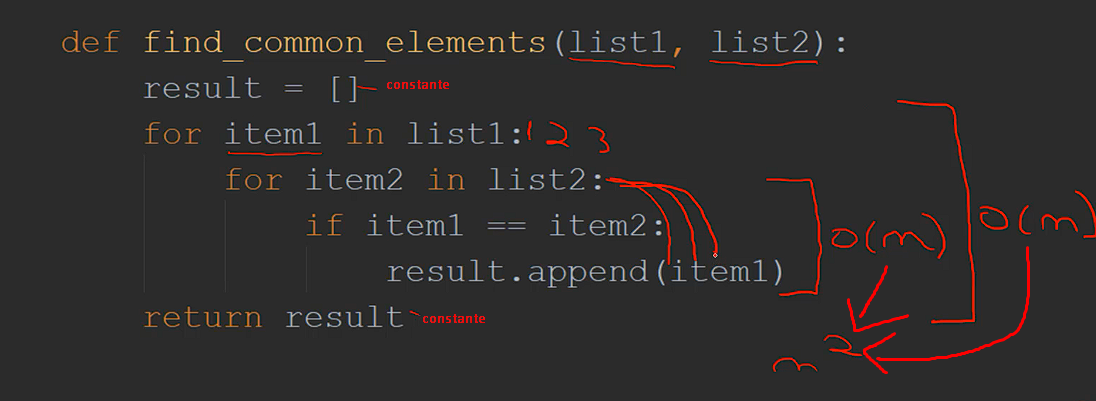 def find_common_elements(list1, list2):
result = [] constante
for item1 in list1: 1 2 3
for item2 in list2:
if item1 == item2:
result.append(item1)
return result constante
O(n)
O(n)
n²